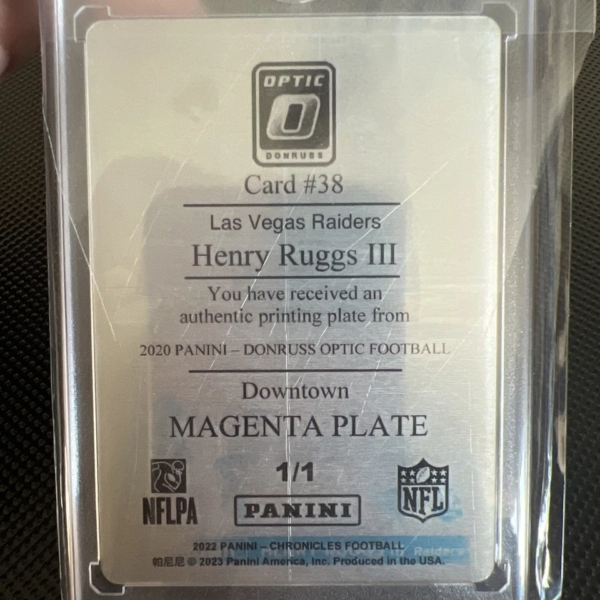 OPTIC
DONRUSS
Card #38
Las Vegas Raiders
Henry Ruggs III
You have received an
authentic printing plate from
2020 PANINI – DONRUSS OPTIC FOOTBALL
Downtown
MAGENTA PLATE
1/1
NFLPA
PANINI
NFL
2022 PANINI – CHRONICLES FOOTBALL
Raiders
帕尼尼 © 2023 Panini America, Inc. Produced in the USA.